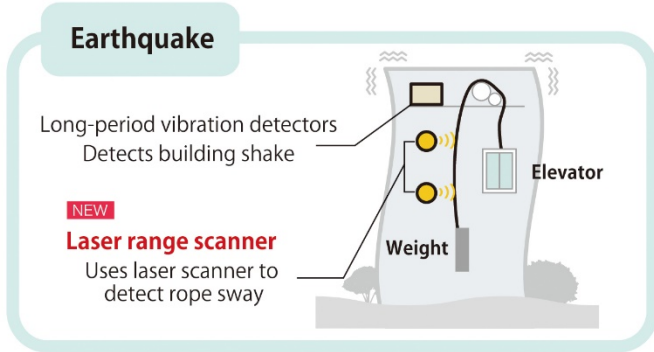 Earthquake
Long-period vibration detectors
Detects building shake
NEW
Laser range scanner
Uses laser scanner to
detect rope sway
Elevator
Weight